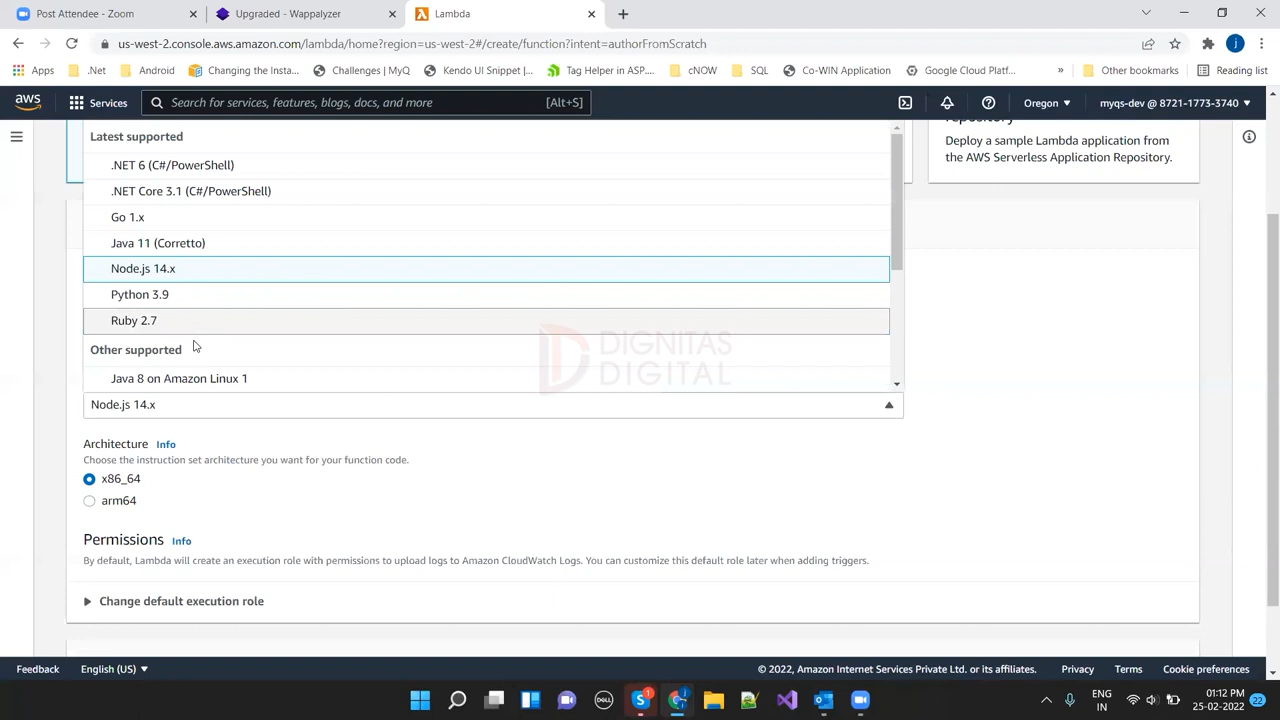 Post Attendee - Zoom
Upgraded - Wappalyzer
Lambda
us-west-2.console.aws.amazon.com/lambda/home?region=us-west-2#/create/function?intent=authorFromScratch
j
Apps
.Net
Android
Changing the Insta...
Challenges | MyQ
Kendo UI Snippet |...
Tag Helper in ASP....
cNOW
SQL
Co-WIN Application
Google Cloud Platf...
»
Other bookmarks
Reading list
aws
Services
Search for services, features, blogs, docs, and more
[Alt+S]
Oregon
myqs-dev @ 8721-1773-3740
repository
Deploy a sample Lambda application from
the AWS Serverless Application Repository.
Latest supported
.NET 6 (C#/PowerShell)
.NET Core 3.1 (C#/PowerShell)
Go 1.x
Java 11 (Corretto)
Node.js 14.x
Python 3.9
Ruby 2.7
Other supported
Java 8 on Amazon Linux 1
DIGNITAS
DIGITAL
Node.js 14.x
Architecture Info
Choose the instruction set architecture you want for your function code.
x86_64
arm64
Permissions Info
By default, Lambda will create an execution role with permissions to upload logs to Amazon CloudWatch Logs. You can customize this default role later when adding triggers.
Change default execution role
Feedback
English (US)
© 2022, Amazon Internet Services Private Ltd. or its affiliates.
Privacy
Terms
Cookie preferences
DELL
S
1
ENG
IN
01:12 PM
25-02-2022
22